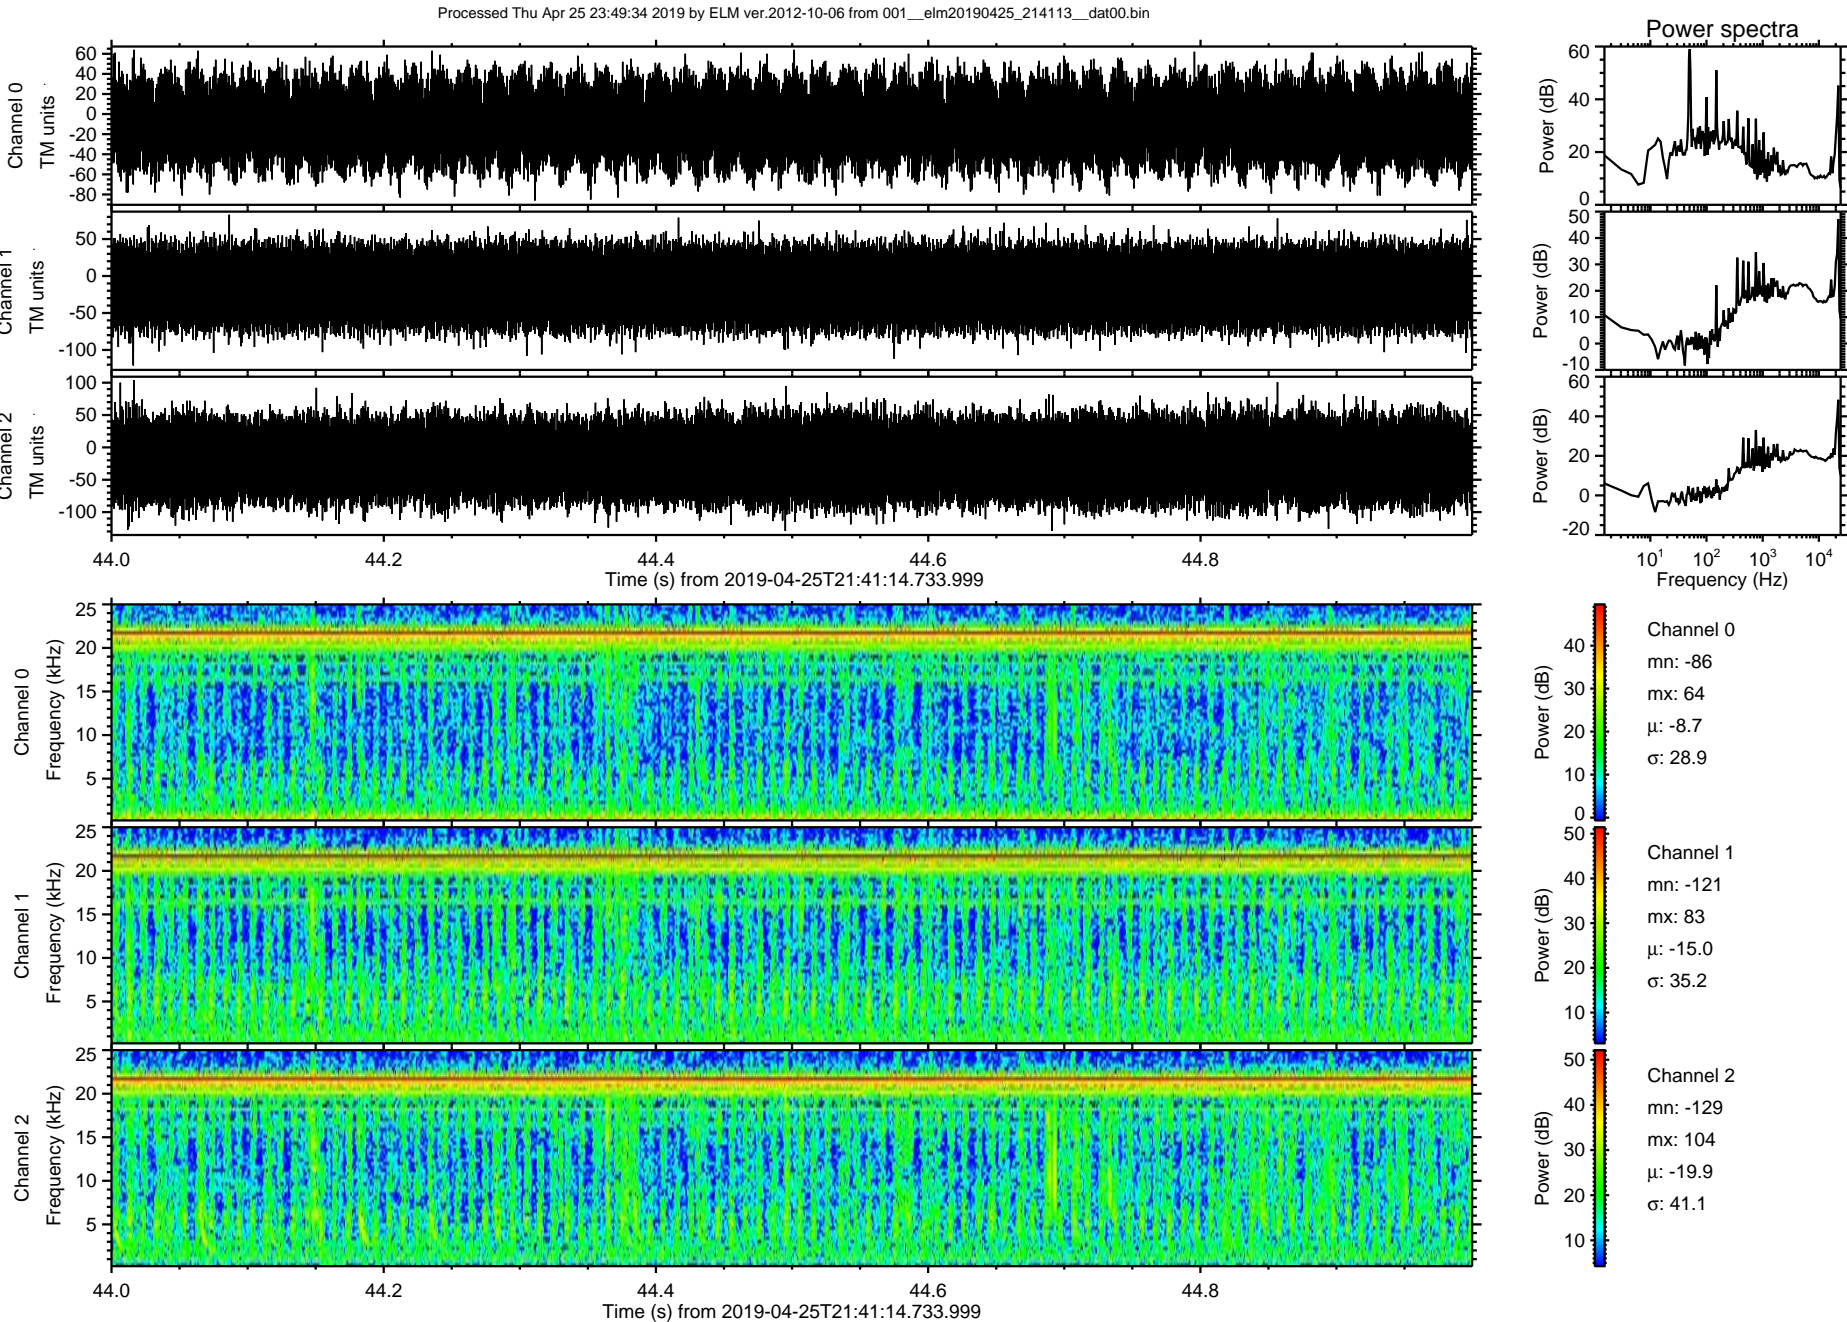 Processed Thu Apr 25 23:49:34 2019 by ELM ver.2012-10-06 from 001__elm20190425_214113__dat00.bin
Power spectra
Channel 0
TM units
60
40
20
0
-20
-40
-60
-80
Power (dB)
60
40
20
0
Channel 1
TM units
50
0
-50
-100
Power (dB)
50
40
30
20
10
0
-10
Channel 2
TM units
100
50
0
-50
-100
Power (dB)
60
40
20
0
-20
44.0 44.2 44.4 44.6 44.8
Time (s) from 2019-04-25T21:41:14.733.999
10¹ 10² 10³ 10⁴
Frequency (Hz)
Channel 0
Frequency (kHz)
25
20
15
10
5
Power (dB)
40
30
20
10
0
Channel 0
mn: -86
mx: 64
μ: -8.7
σ: 28.9
Channel 1
Frequency (kHz)
25
20
15
10
5
Power (dB)
50
40
30
20
10
Channel 1
mn: -121
mx: 83
μ: -15.0
σ: 35.2
Channel 2
Frequency (kHz)
25
20
15
10
5
Power (dB)
50
40
30
20
10
Channel 2
mn: -129
mx: 104
μ: -19.9
σ: 41.1
44.0 44.2 44.4 44.6 44.8
Time (s) from 2019-04-25T21:41:14.733.999